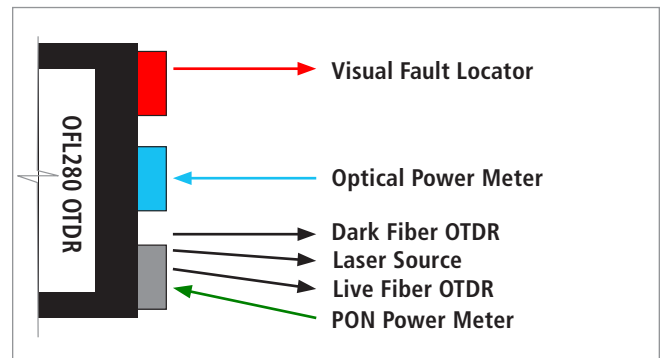 OFL280 OTDR
Visual Fault Locator
Optical Power Meter
Dark Fiber OTDR
Laser Source
Live Fiber OTDR
PON Power Meter